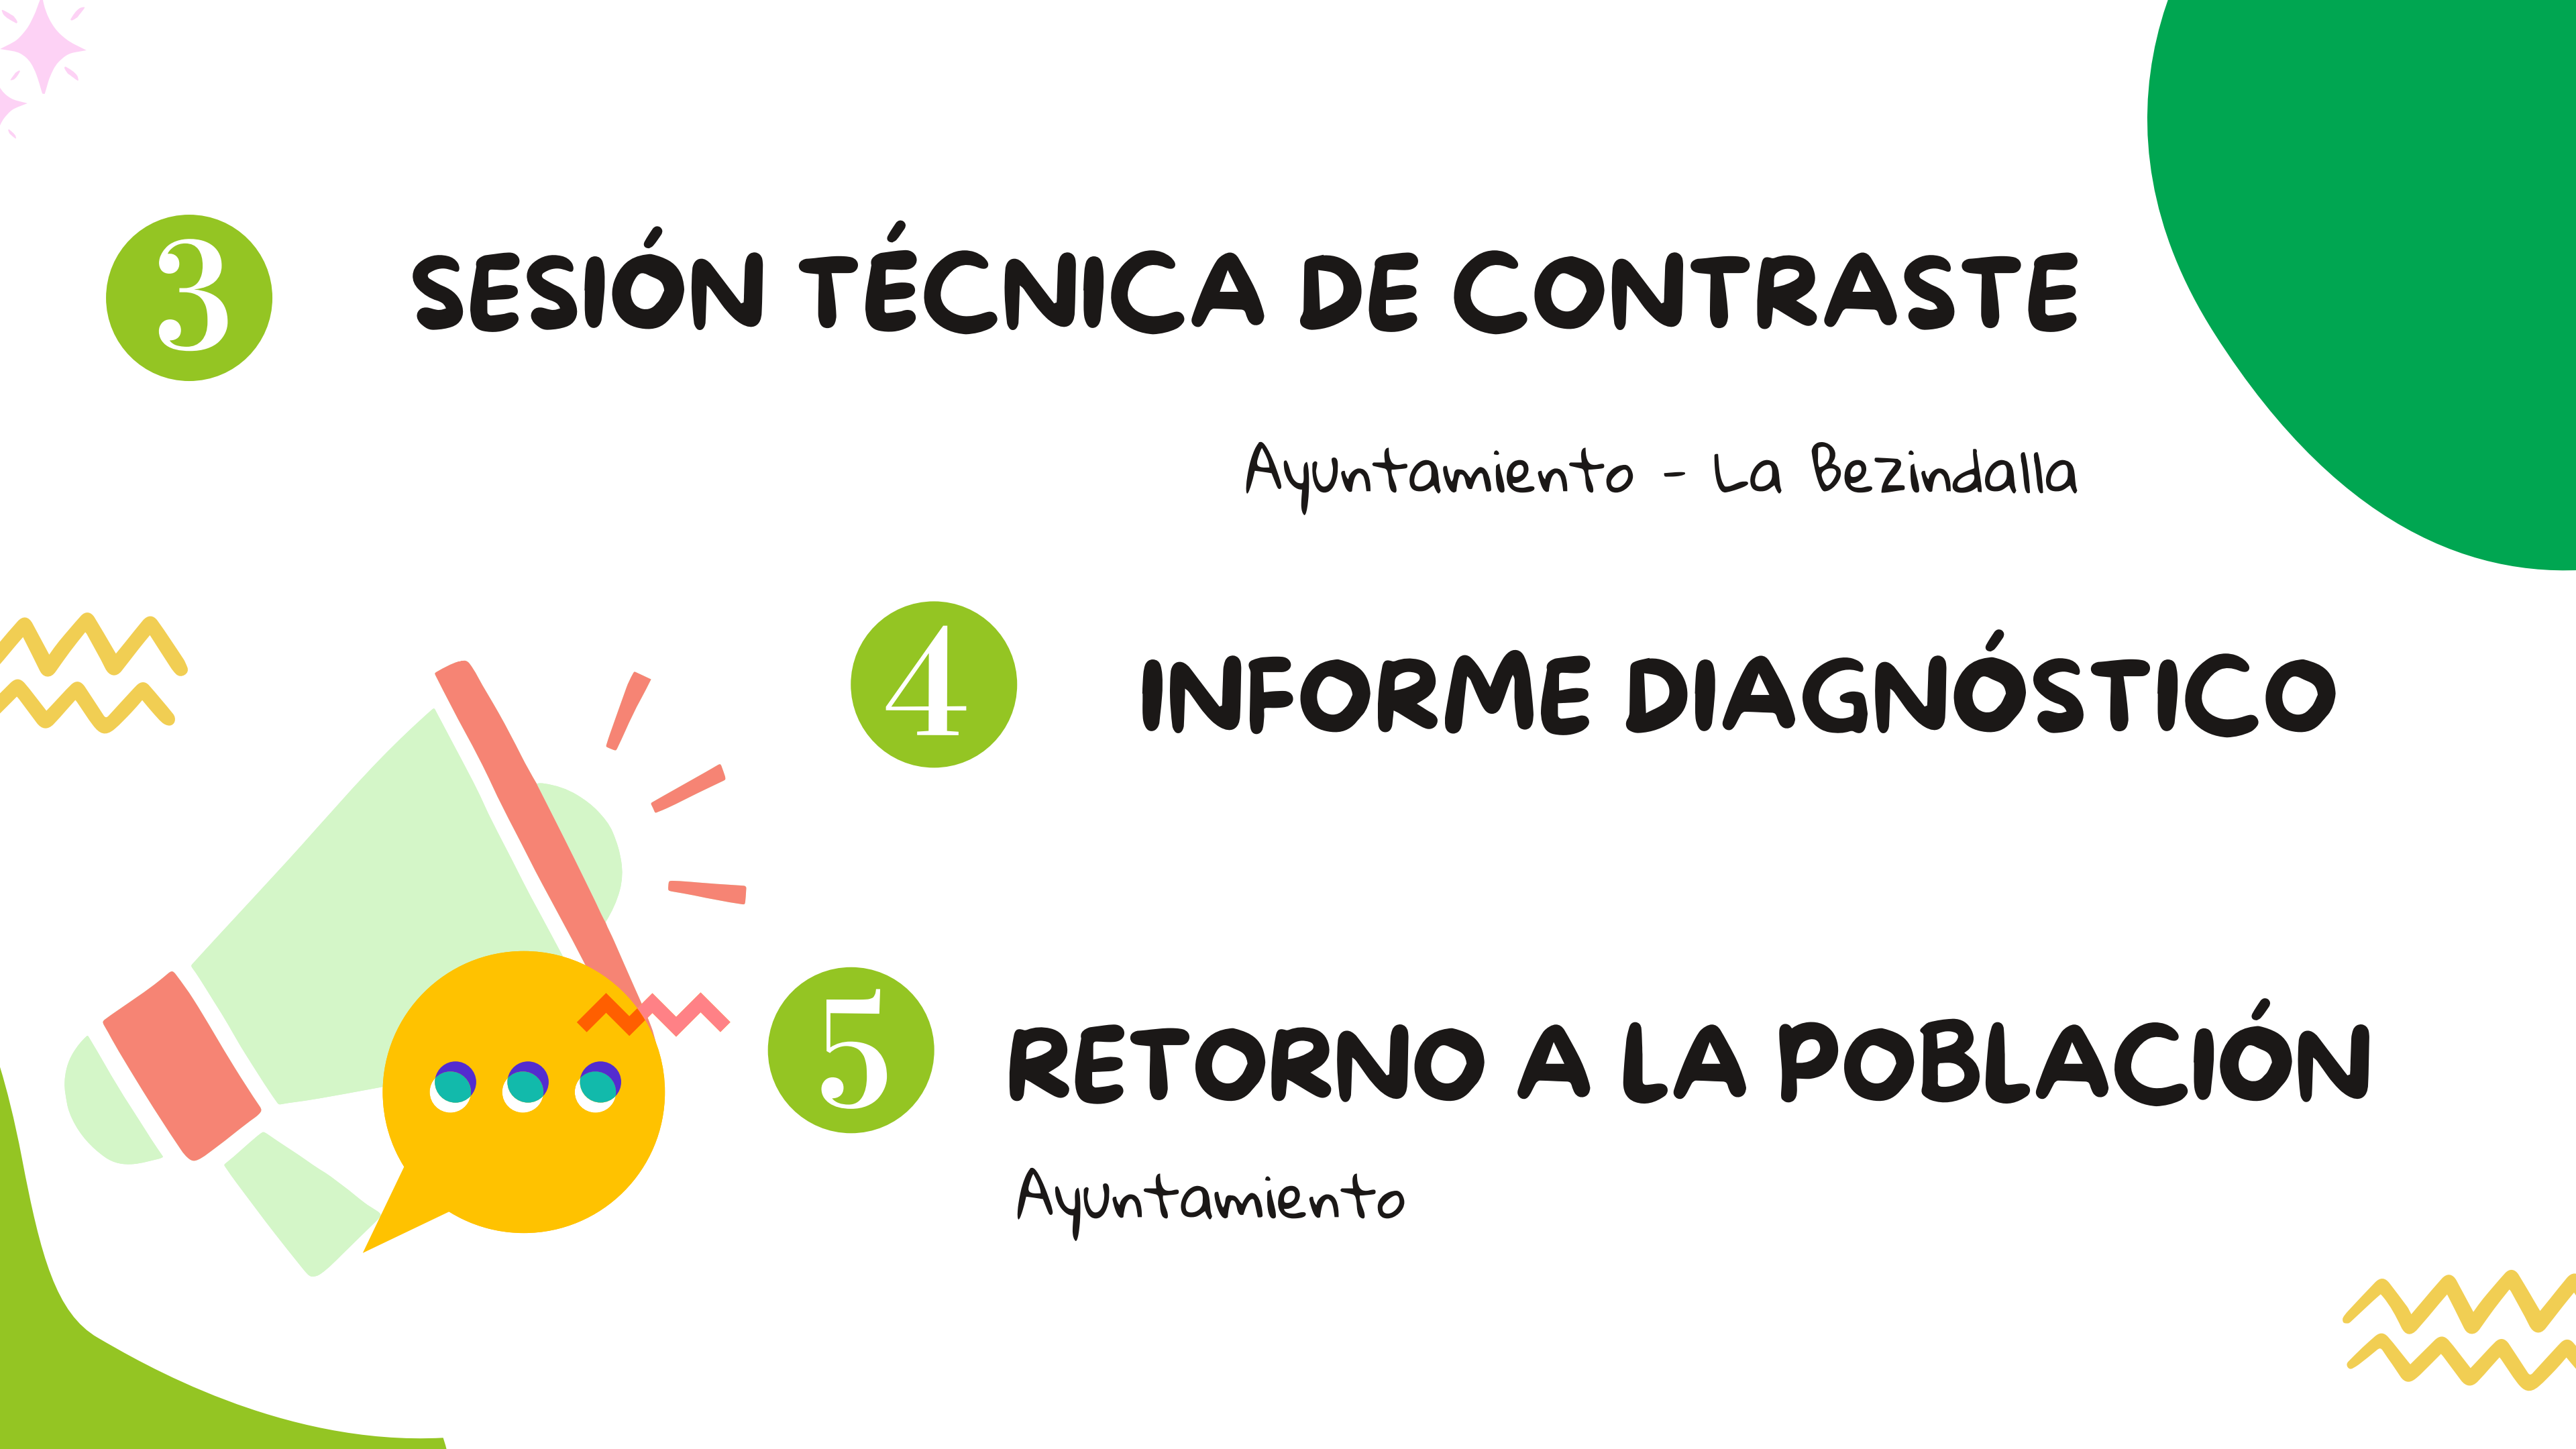 3 SESIÓN TÉCNICA DE CONTRASTE
Ayuntamiento - La Bezindalla
4 INFORME DIAGNÓSTICO
5 RETORNO A LA POBLACIÓN
Ayuntamiento